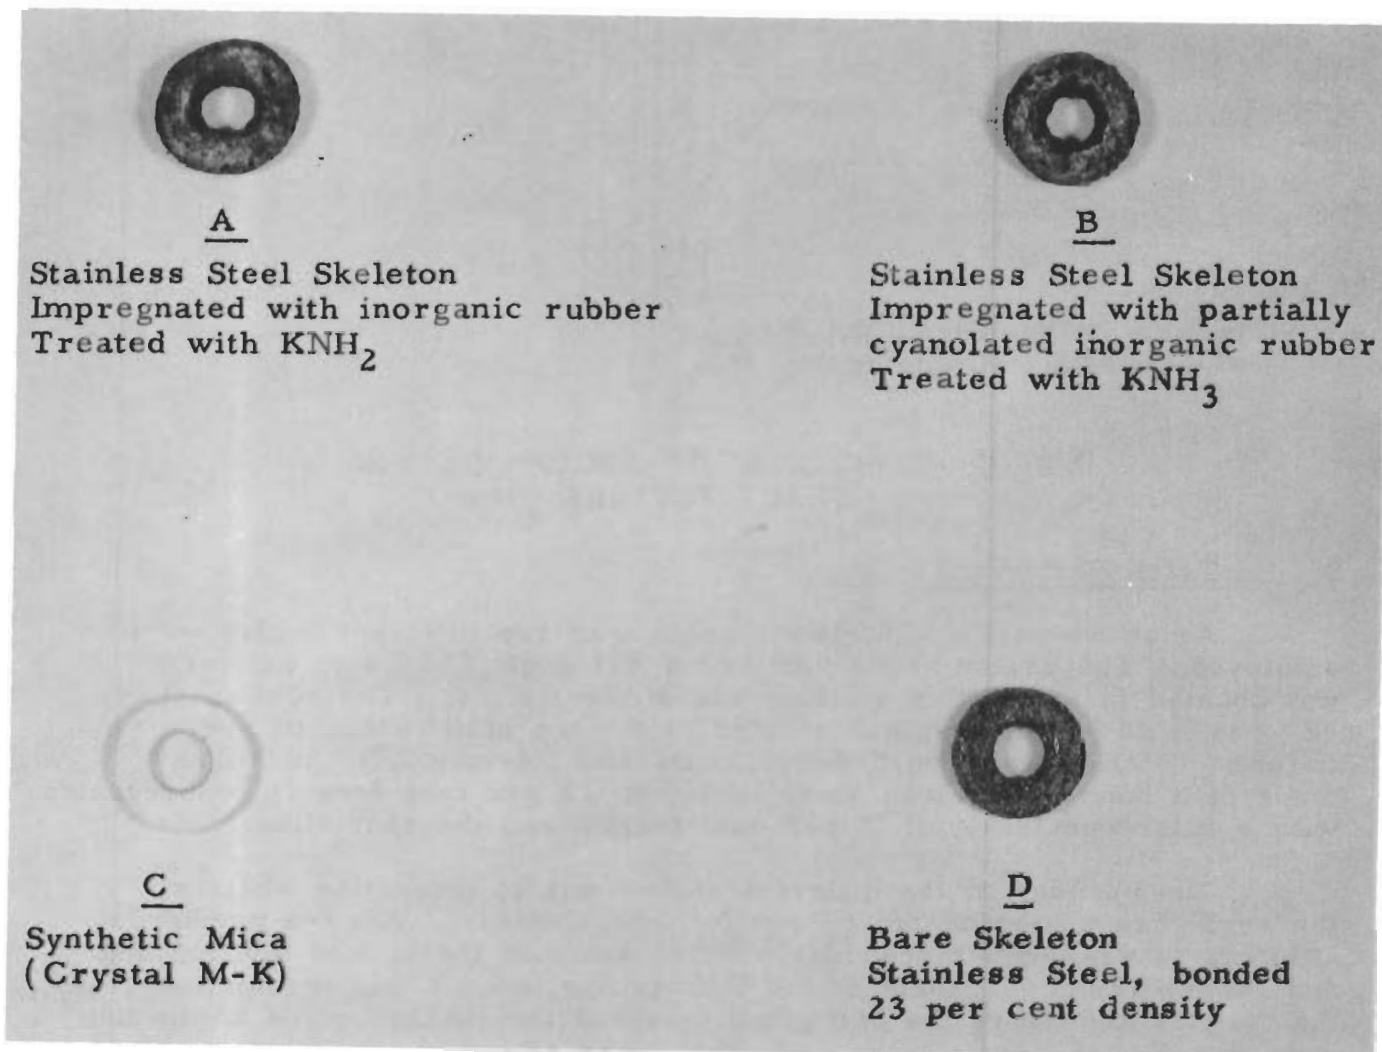 A
Stainless Steel Skeleton
Impregnated with inorganic rubber
Treated with KNH2
B
Stainless Steel Skeleton
Impregnated with partially
cyanolated inorganic rubber
Treated with KNH3
C
Synthetic Mica
(Crystal M-K)
D
Bare Skeleton
Stainless Steel, bonded
23 per cent density